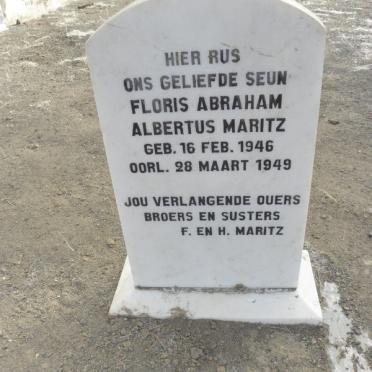 HIER RUS
ONS GELIEFDE SEUN
FLORIS ABRAHAM
ALBERTUS MARITZ
GEB. 16 FEB. 1946
OORL. 28 MAART 1949
JOU VERLANGENDE OUERS
BROERS EN SUSTERS
F. EN H. MARITZ